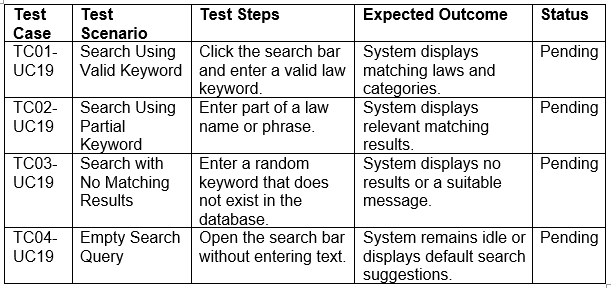 Test Case | Test Scenario | Test Steps | Expected Outcome | Status
TC01-UC19 | Search Using Valid Keyword | Click the search bar and enter a valid law keyword. | System displays matching laws and categories. | Pending
TC02-UC19 | Search Using Partial Keyword | Enter part of a law name or phrase. | System displays relevant matching results. | Pending
TC03-UC19 | Search with No Matching Results | Enter a random keyword that does not exist in the database. | System displays no results or a suitable message. | Pending
TC04-UC19 | Empty Search Query | Open the search bar without entering text. | System remains idle or displays default search suggestions. | Pending